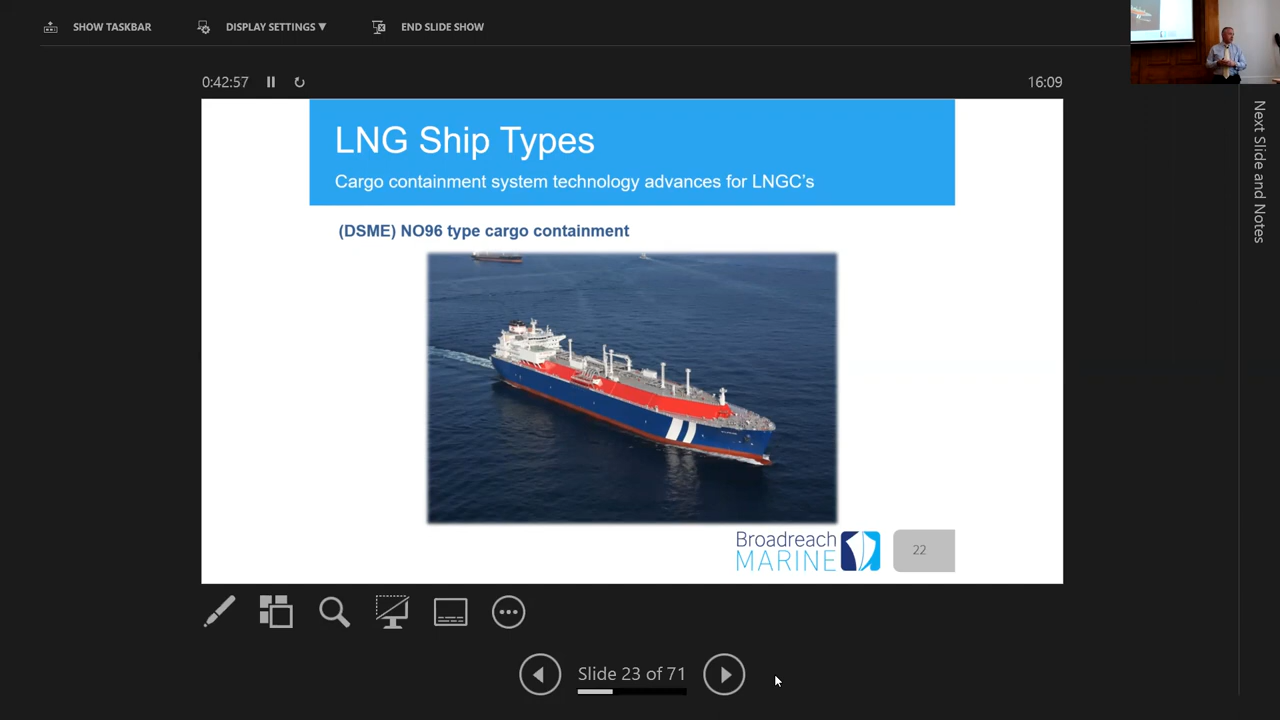 SHOW TASKBAR
DISPLAY SETTINGS ▼
END SLIDE SHOW
0:42:57
16:09
LNG Ship Types
Cargo containment system technology advances for LNGC's
(DSME) NO96 type cargo containment
Broadreach
MARINE
22
Slide 23 of 71
Next Slide and Notes